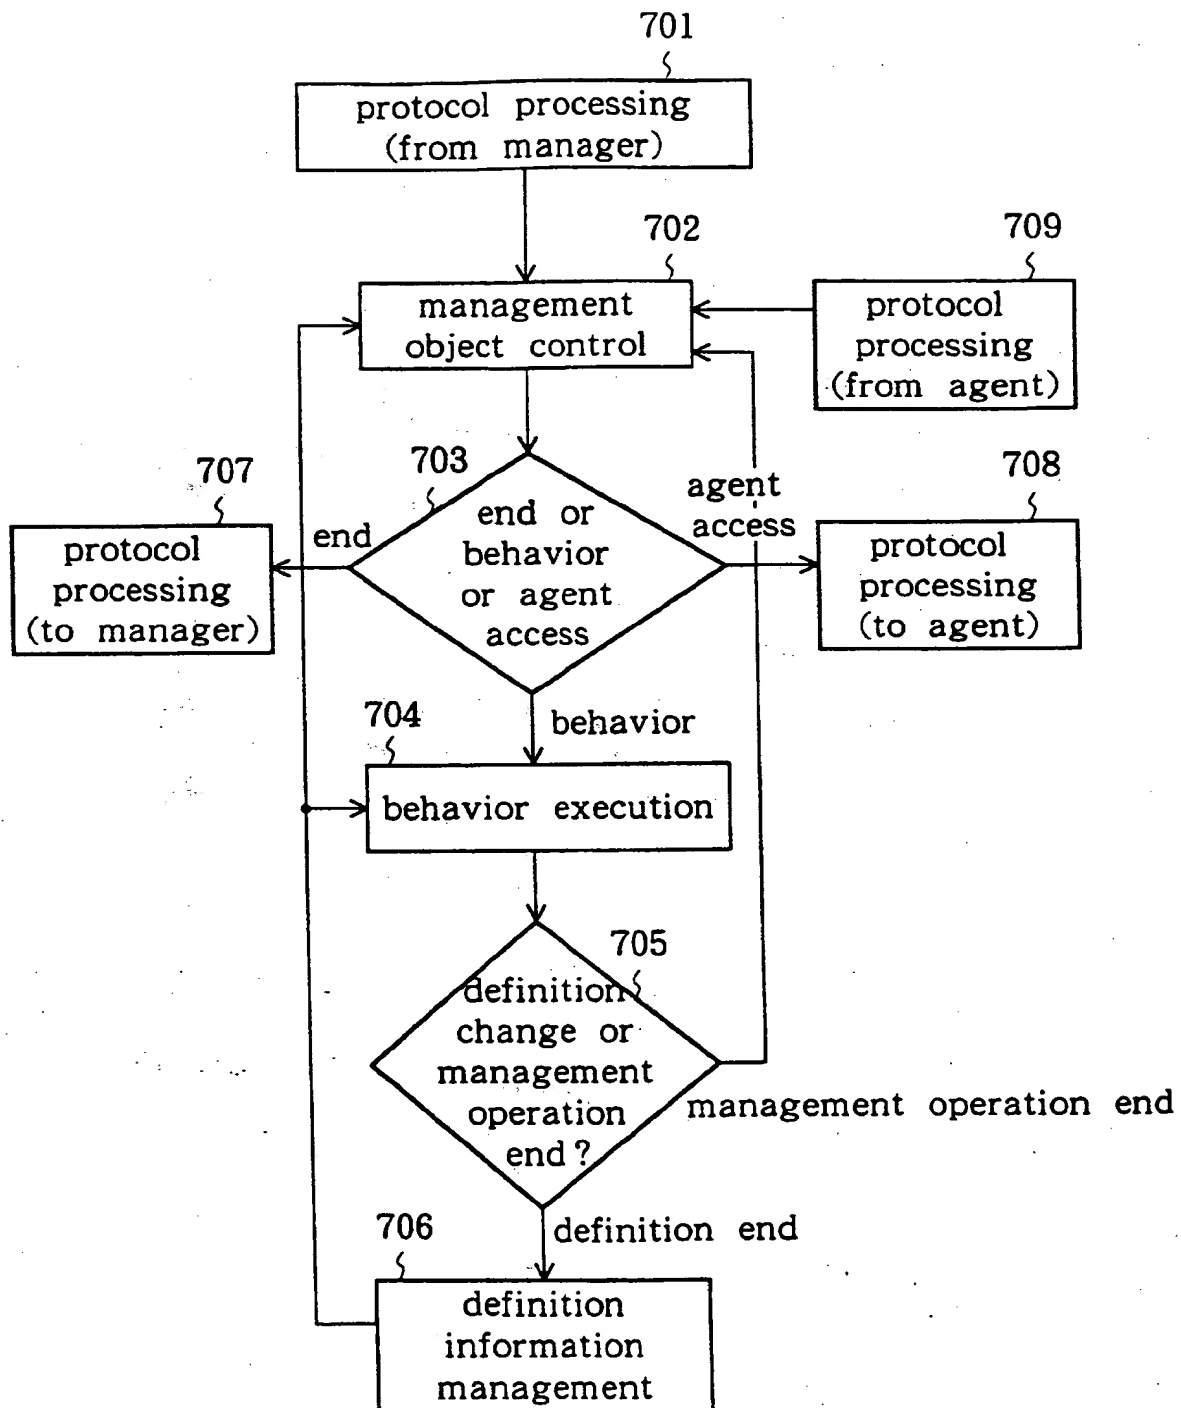 701
protocol processing
(from manager)
702
management
object control
709
protocol
processing
(from agent)
703
end or
behavior
or agent
access
707
end
protocol
processing
(to manager)
agent
access
708
protocol
processing
(to agent)
behavior
704
behavior execution
705
definition
change or
management
operation
end?
management operation end
definition end
706
definition
information
management